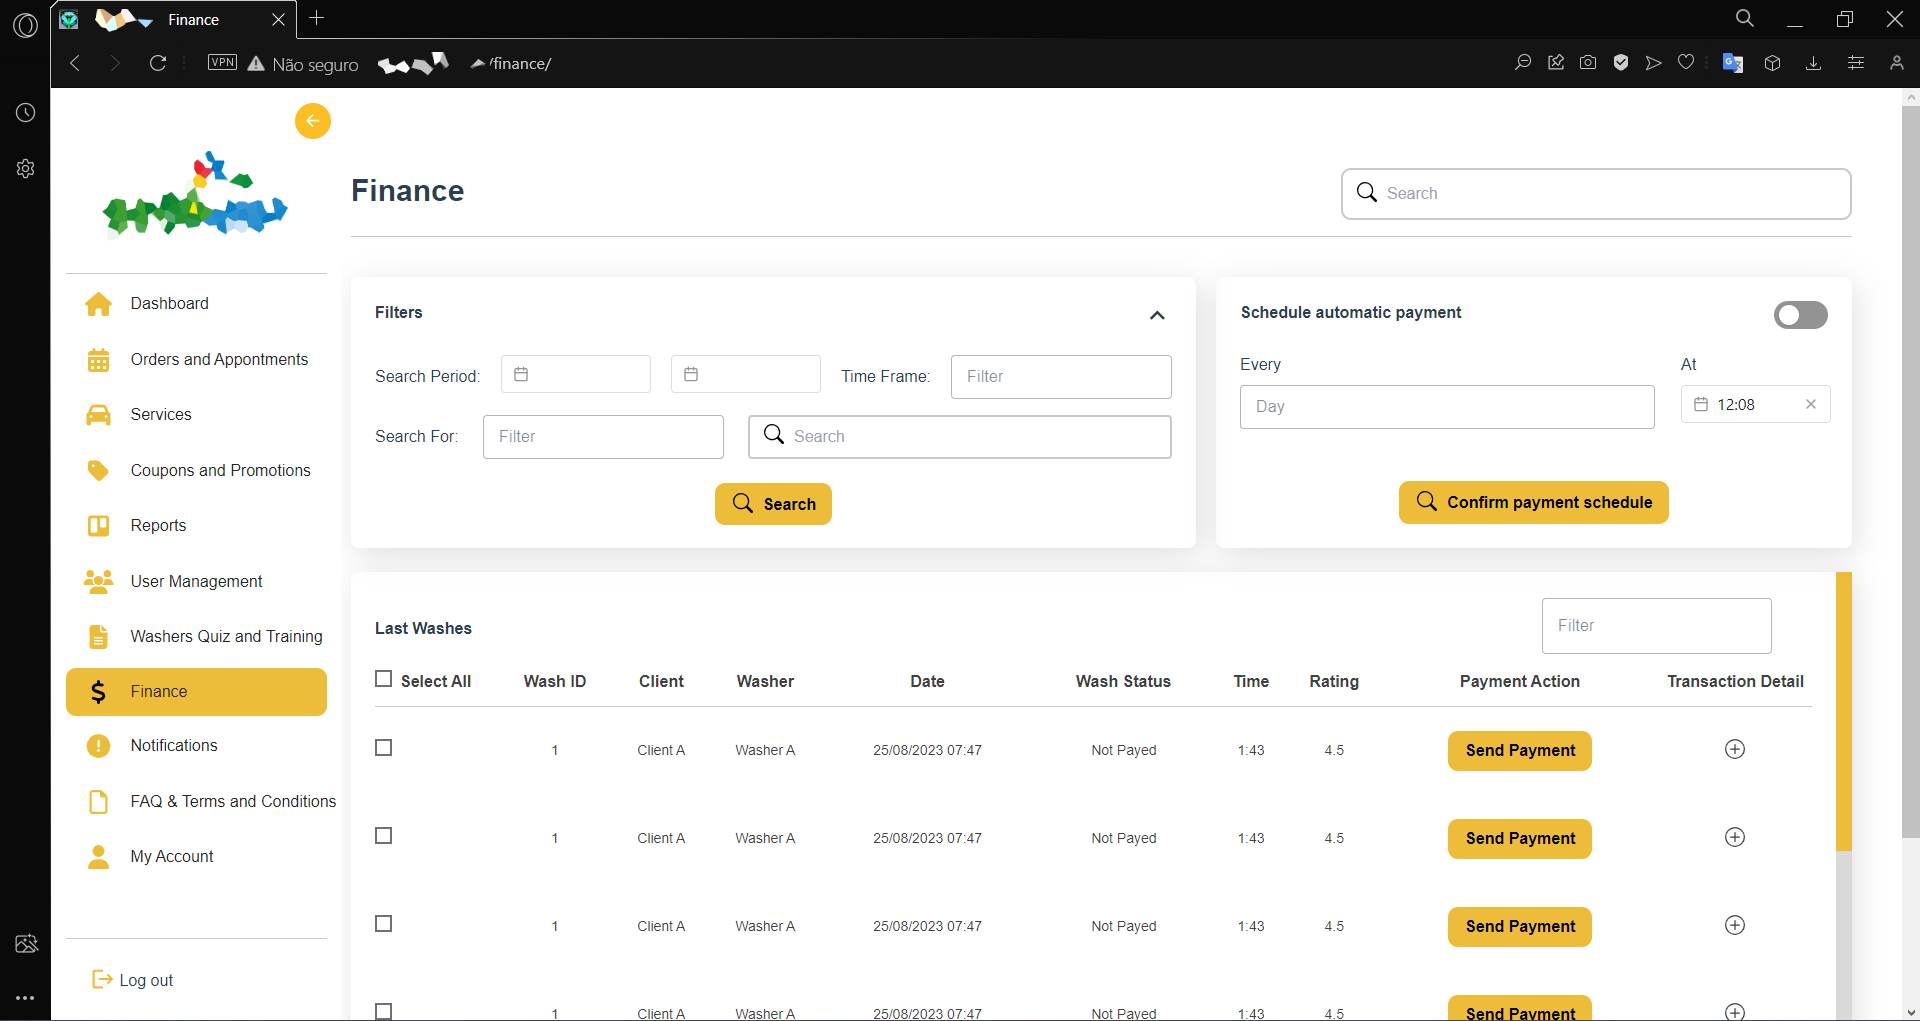 Finance
VPN Não seguro /finance/
Finance
Search
Dashboard
Orders and Appontments
Services
Coupons and Promotions
Reports
User Management
Washers Quiz and Training
Finance
Notifications
FAQ & Terms and Conditions
My Account
Log out
Filters
Search Period: Time Frame: Filter
Search For: Filter Search
Search
Schedule automatic payment
Every At
Day 12:08
Confirm payment schedule
Last Washes Filter
Select All Wash ID Client Washer Date Wash Status Time Rating Payment Action Transaction Detail
1 Client A Washer A 25/08/2023 07:47 Not Payed 1:43 4.5 Send Payment
1 Client A Washer A 25/08/2023 07:47 Not Payed 1:43 4.5 Send Payment
1 Client A Washer A 25/08/2023 07:47 Not Payed 1:43 4.5 Send Payment
1 Client A Washer A 25/08/2023 07:47 Not Payed 1:43 4.5 Send Payment